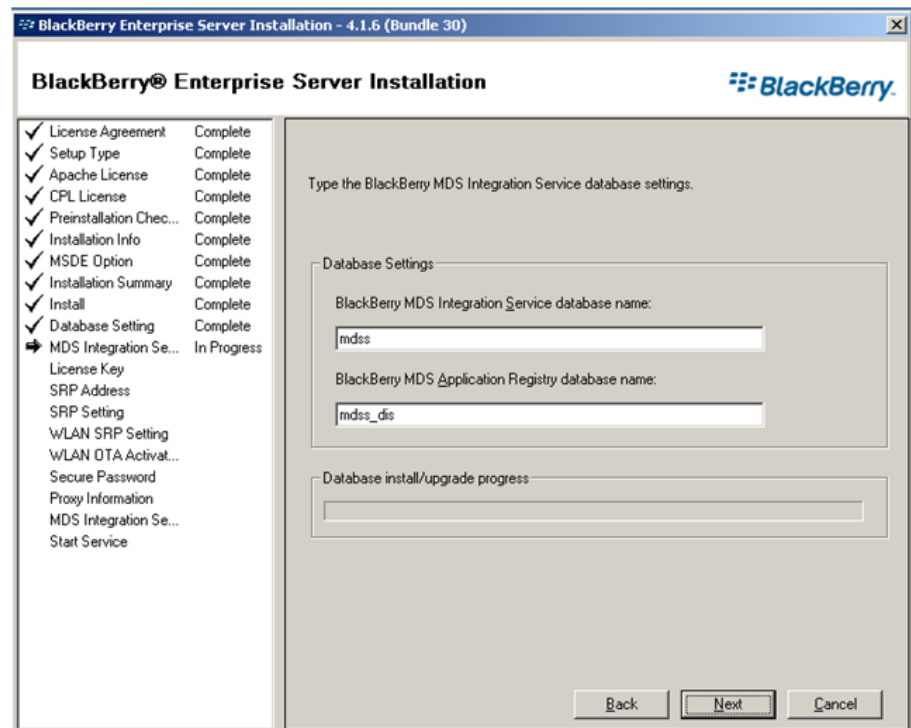 BlackBerry Enterprise Server Installation - 4.1.6 (Bundle 30)
BlackBerry® Enterprise Server Installation
BlackBerry.
License Agreement Complete
Setup Type Complete
Apache License Complete
CPL License Complete
Preinstallation Chec... Complete
Installation Info Complete
MSDE Option Complete
Installation Summary Complete
Install Complete
Database Setting Complete
MDS Integration Se... In Progress
License Key
SRP Address
SRP Setting
WLAN SRP Setting
WLAN OTA Activat...
Secure Password
Proxy Information
MDS Integration Se...
Start Service
Type the BlackBerry MDS Integration Service database settings.
Database Settings
BlackBerry MDS Integration Service database name:
mdss
BlackBerry MDS Application Registry database name:
mdss_dis
Database install/upgrade progress
Back Next Cancel